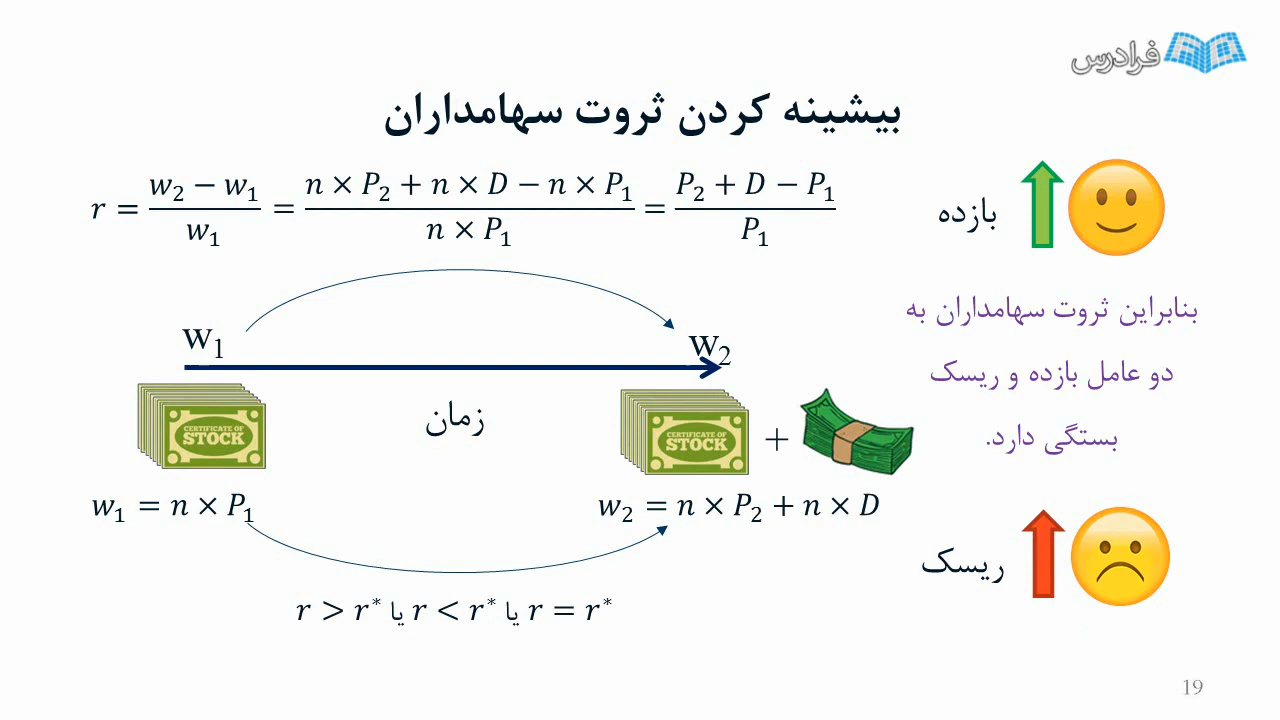 فرادرس
بیشینه کردن ثروت سهامداران
r = (w₂ − w₁)/w₁ = (n × P₂ + n × D − n × P₁)/(n × P₁) = (P₂ + D − P₁)/P₁
بازده
بنابراین ثروت سهامداران به
دو عامل بازده و ریسک
بستگی دارد.
w₁
w₂
زمان
CERTIFICATE OF
STOCK
CERTIFICATE OF
STOCK
+
w₁ = n × P₁
w₂ = n × P₂ + n × D
ریسک
r > r* یا r < r* یا r = r*
19